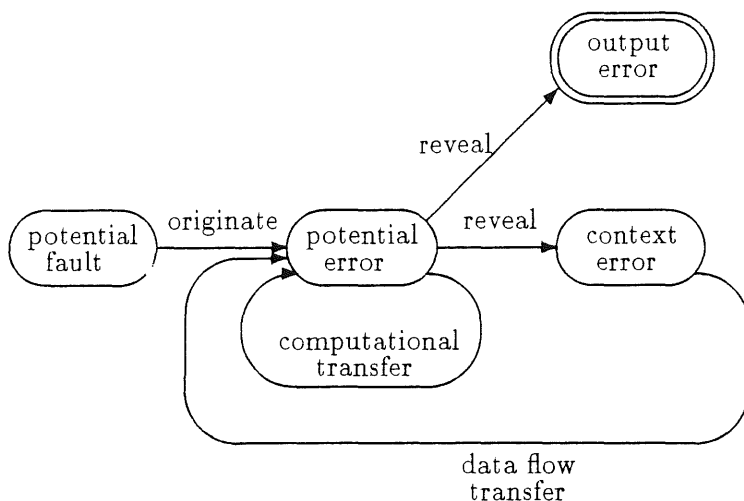 output
error
reveal
originate
reveal
potential
fault
potential
error
context
error
computational
transfer
data flow
transfer